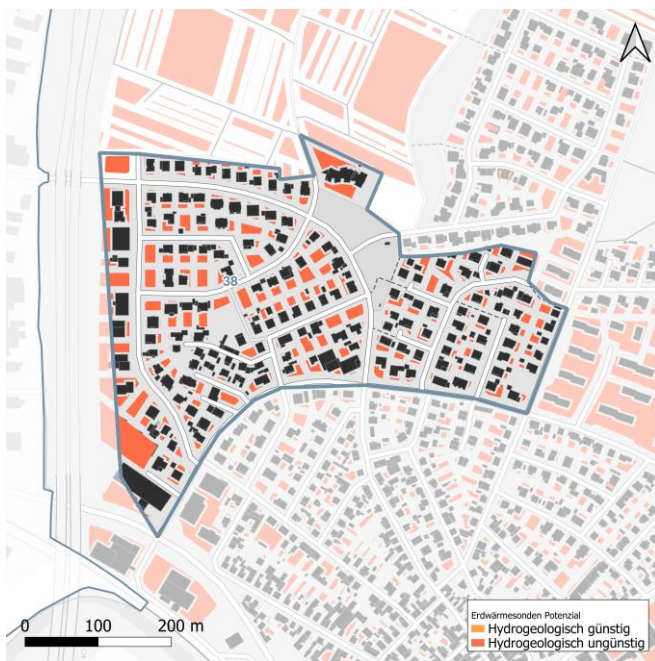 38
Erdwärmesonden Potenzial
Hydrogeologisch günstig
Hydrogeologisch ungünstig
0 100 200 m